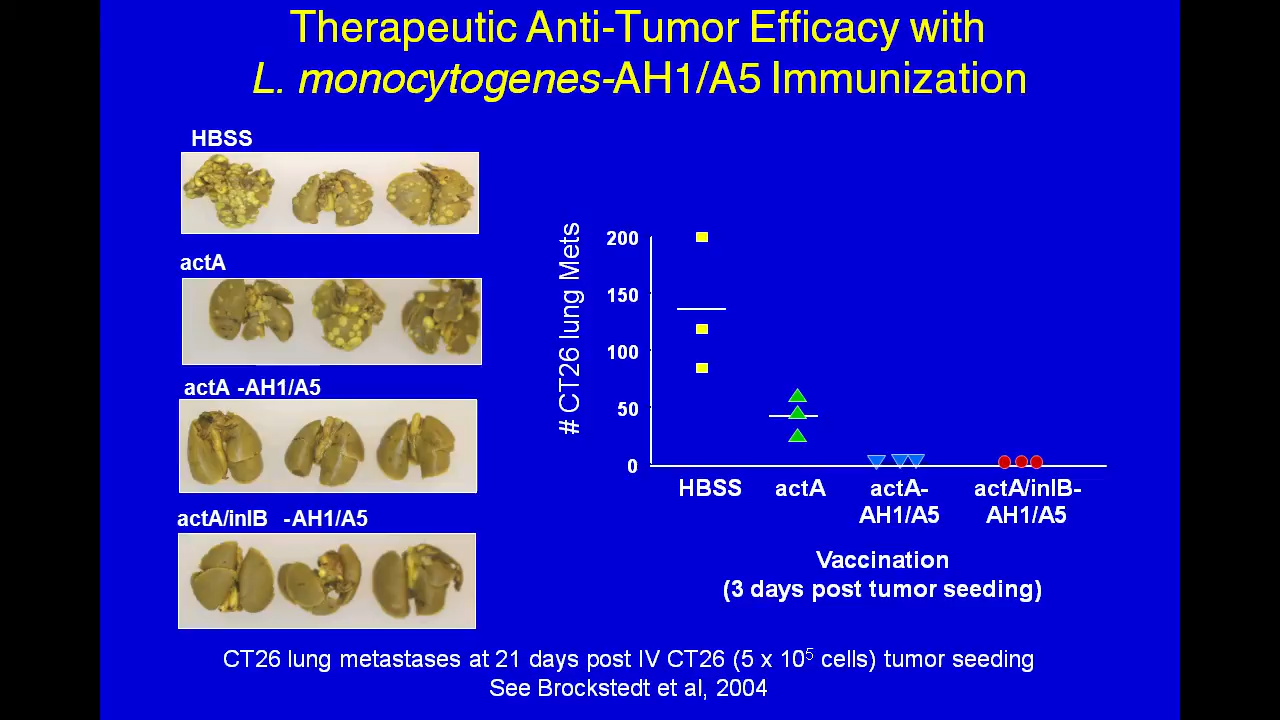 Therapeutic Anti-Tumor Efficacy with
L. monocytogenes-AH1/A5 Immunization
HBSS
actA
actA -AH1/A5
actA/inlB -AH1/A5
# CT26 lung Mets
200
150
100
50
0
HBSS
actA
actA-
AH1/A5
actA/inlB-
AH1/A5
Vaccination
(3 days post tumor seeding)
CT26 lung metastases at 21 days post IV CT26 (5 x 10⁵ cells) tumor seeding
See Brockstedt et al, 2004